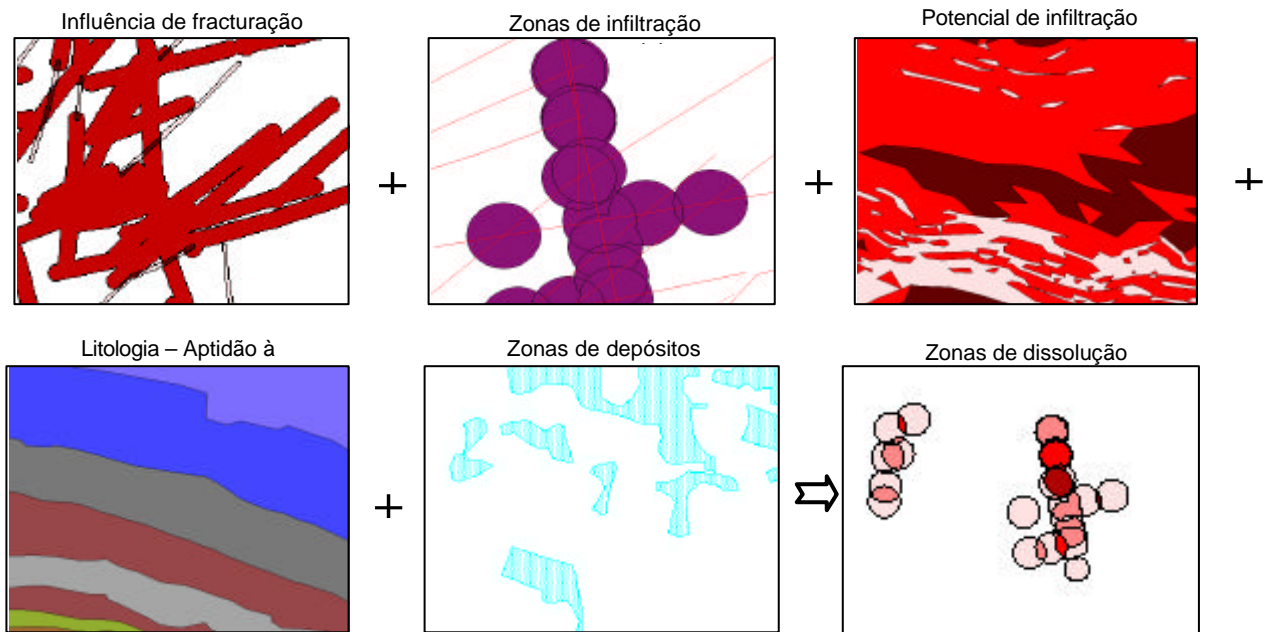 Influência de fracturação
Zonas de infiltração
Potencial de infiltração
+
+
+
Litologia – Aptidão à
Zonas de depósitos
Zonas de dissolução
+